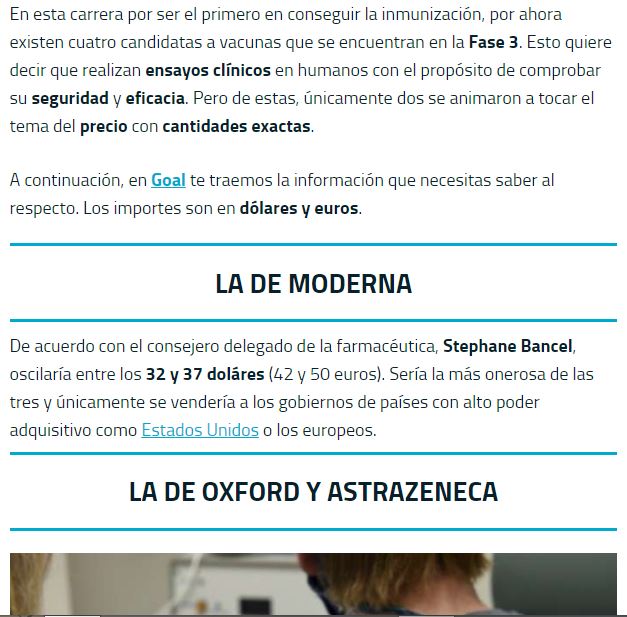 En esta carrera por ser el primero en conseguir la inmunización, por ahora
existen cuatro candidatas a vacunas que se encuentran en la Fase 3. Esto quiere
decir que realizan ensayos clínicos en humanos con el propósito de comprobar
su seguridad y eficacia. Pero de estas, únicamente dos se animaron a tocar el
tema del precio con cantidades exactas.
A continuación, en Goal te traemos la información que necesitas saber al
respecto. Los importes son en dólares y euros.
LA DE MODERNA
De acuerdo con el consejero delegado de la farmacéutica, Stephane Bancel,
oscilaría entre los 32 y 37 doláres (42 y 50 euros). Sería la más onerosa de las
tres y únicamente se vendería a los gobiernos de países con alto poder
adquisitivo como Estados Unidos o los europeos.
LA DE OXFORD Y ASTRAZENECA